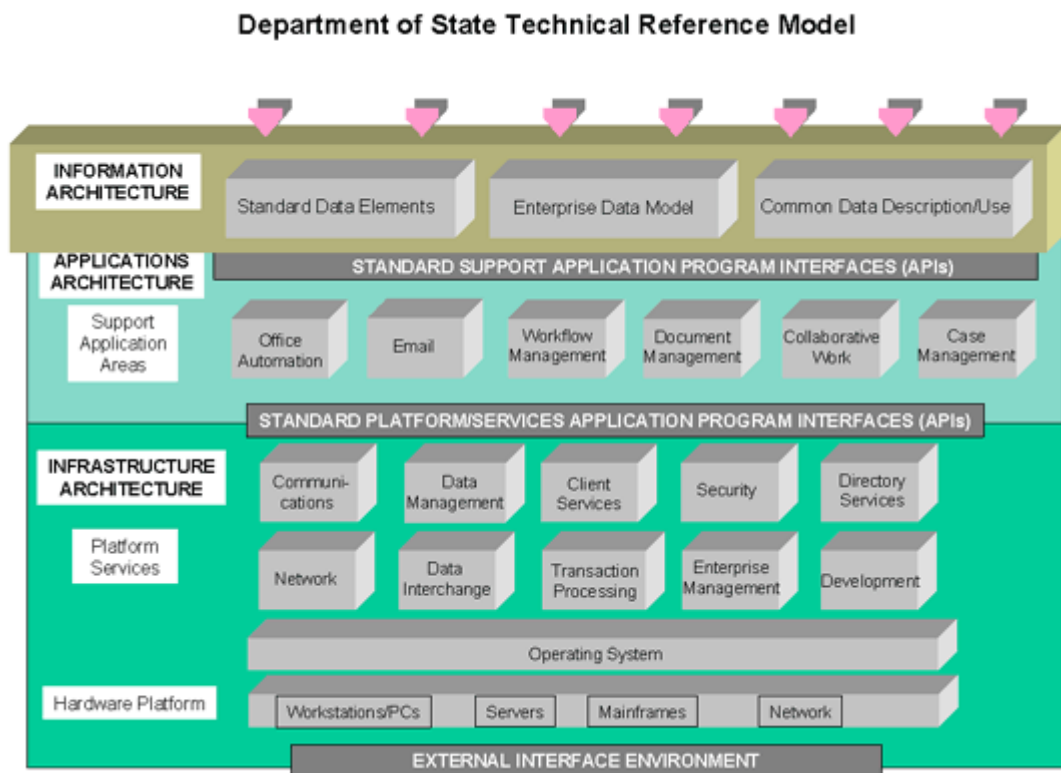 Department of State Technical Reference Model
INFORMATION
ARCHITECTURE
Standard Data Elements
Enterprise Data Model
Common Data Description/Use
APPLICATIONS
ARCHITECTURE
STANDARD SUPPORT APPLICATION PROGRAM INTERFACES (APIs)
Support
Application
Areas
Office
Automation
Email
Workflow
Management
Document
Management
Collaborative
Work
Case
Management
STANDARD PLATFORM/SERVICES APPLICATION PROGRAM INTERFACES (APIs)
INFRASTRUCTURE
ARCHITECTURE
Communi-
cations
Data
Management
Client
Services
Security
Directory
Services
Platform
Services
Network
Data
Interchange
Transaction
Processing
Enterprise
Management
Development
Operating System
Hardware Platform
Workstations/PCs
Servers
Mainframes
Network
EXTERNAL INTERFACE ENVIRONMENT